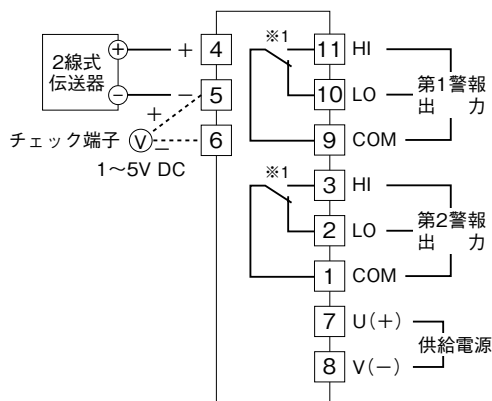 2線式
伝送器
+
−
+ 4
− 5
+
6
チェック端子 V −
1〜5V DC
※1
11 HI
10 LO
9 COM
第1警報
出 力
※1
3 HI
2 LO
1 COM
第2警報
出 力
7 U(+)
8 V(−)
供給電源